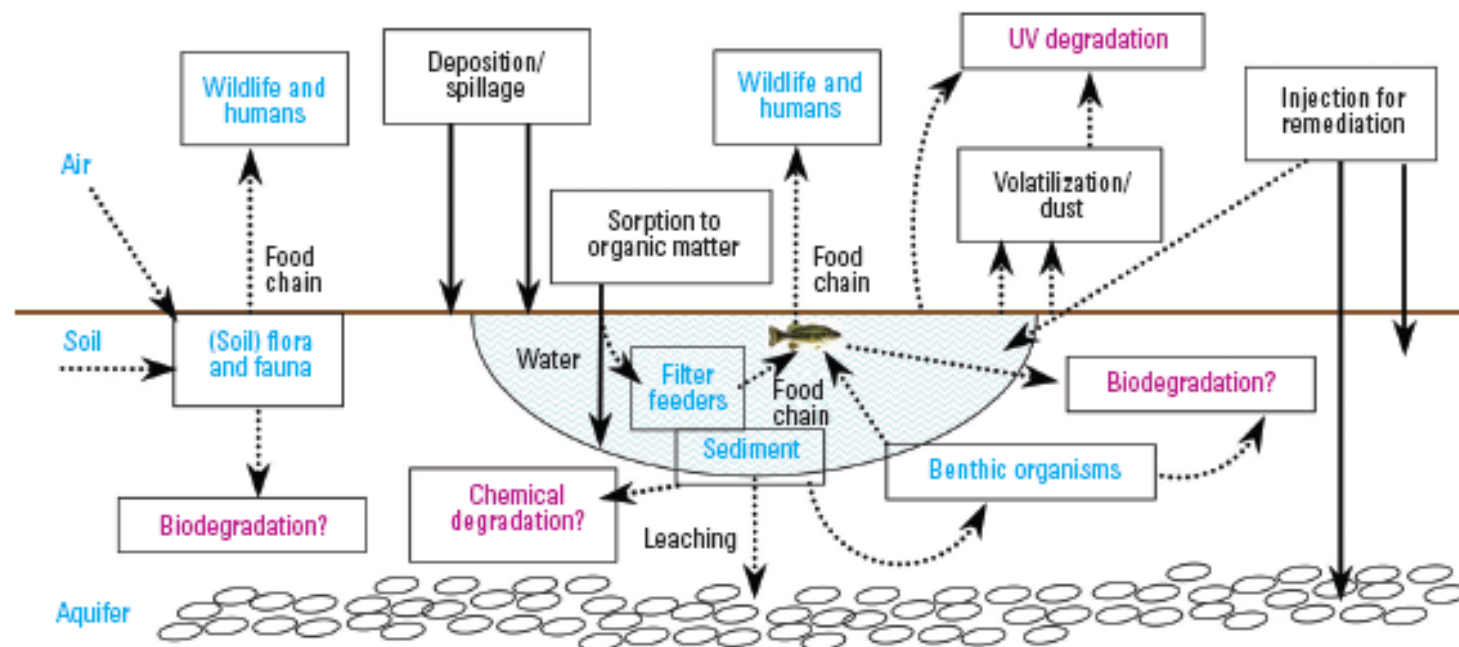 UV degradation
Wildlife and
humans
Deposition/
spillage
Wildlife and
humans
Injection for
remediation
Air
Volatilization/
dust
Sorption to
organic matter
Food
chain
Food
chain
Soil
(Soil) flora
and fauna
Water
Filter
feeders
Food
chain
Biodegradation?
Sediment
Benthic organisms
Chemical
degradation?
Biodegradation?
Leaching
Aquifer